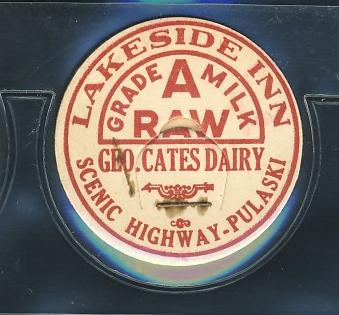 LAKESIDE INN
GRADE A MILK
RAW
GEO. CATES DAIRY
SCENIC HIGHWAY-PULASKI